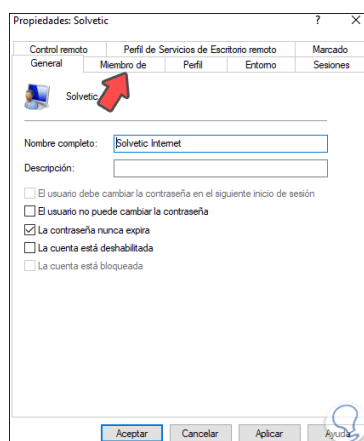 Propiedades: Solvetic ? X
Control remoto Perfil de Servicios de Escritorio remoto Marcado
General Miembro de Perfil Entorno Sesiones
Solvetic
Nombre completo: Solvetic Internet
Descripción:
El usuario debe cambiar la contraseña en el siguiente inicio de sesión
El usuario no puede cambiar la contraseña
La contraseña nunca expira
La cuenta está deshabilitada
La cuenta está bloqueada
Aceptar Cancelar Aplicar Ayuda